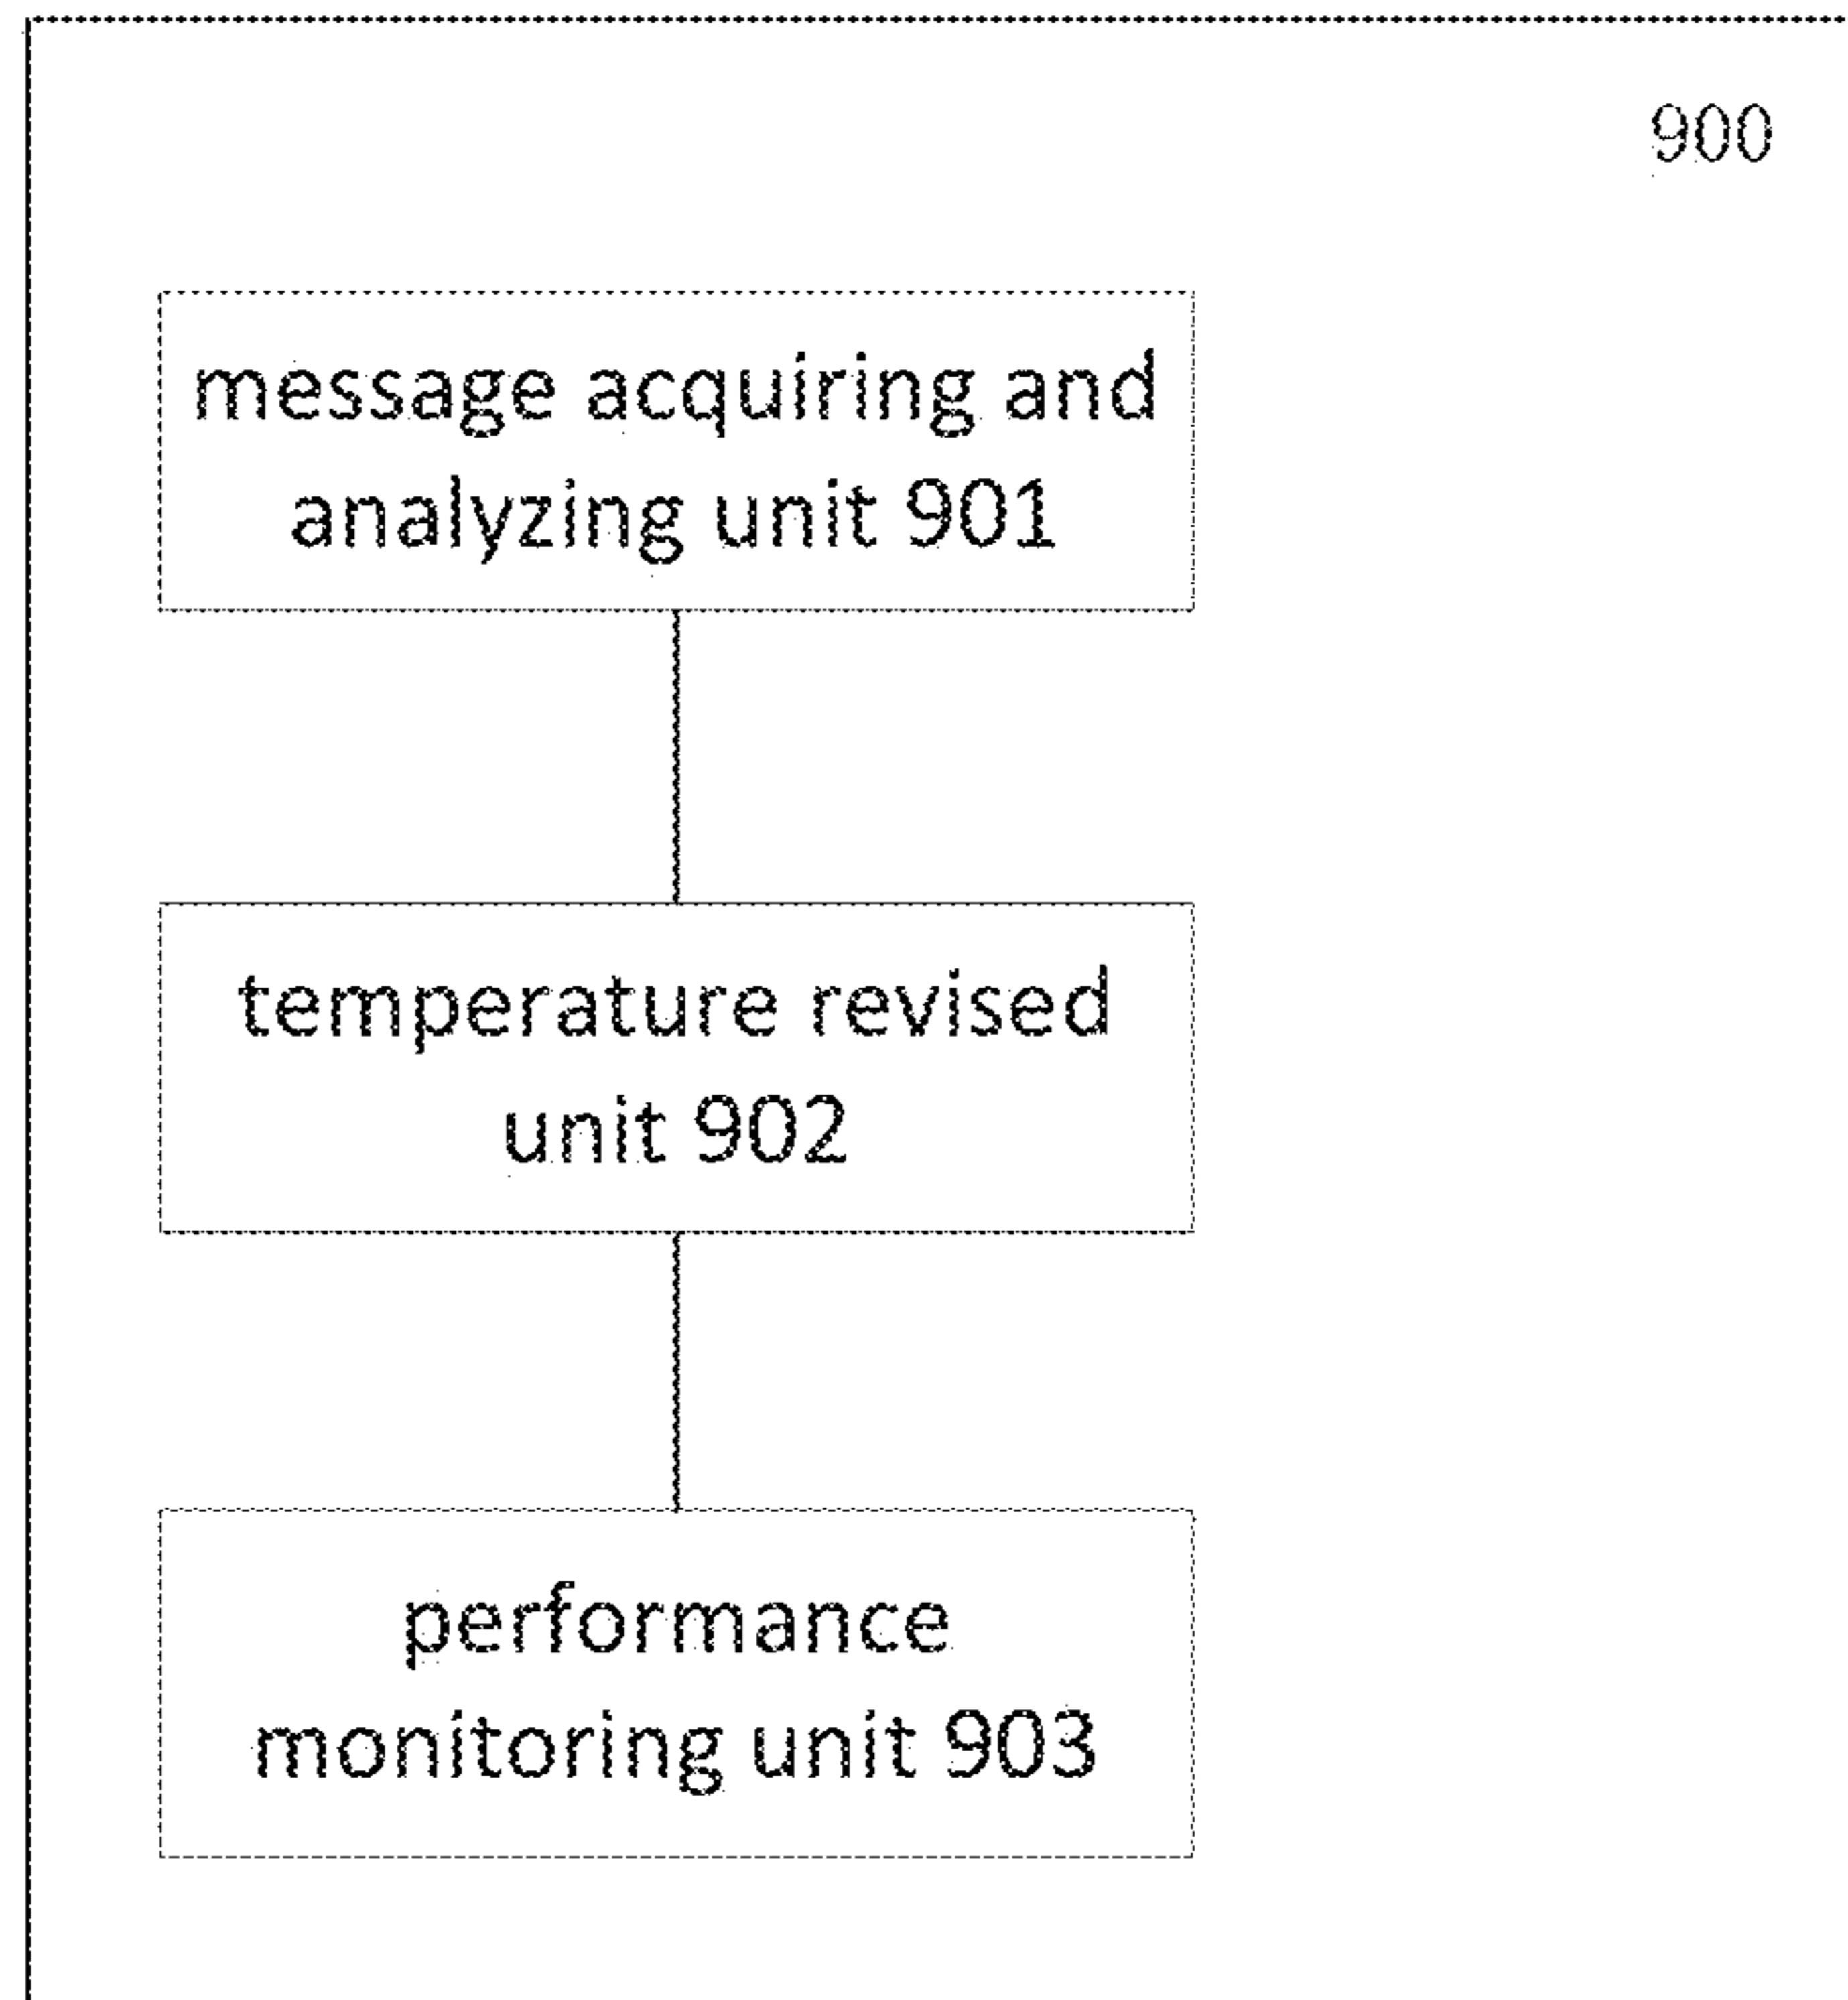 900
message acquiring and
analyzing unit 901
temperature revised
unit 902
performance
monitoring unit 903